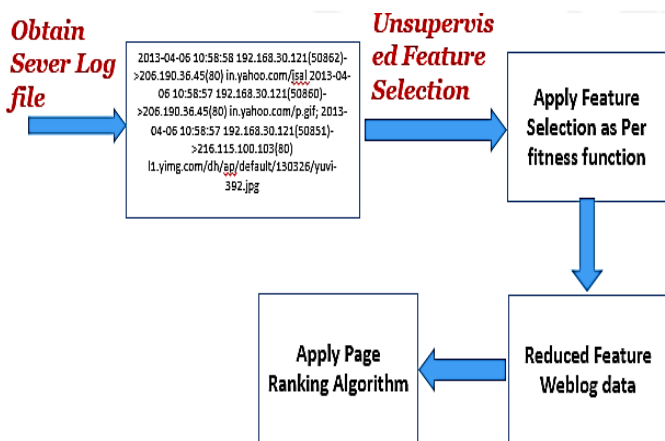 Obtain
Sever Log
file
2013-04-06 10:58:58 192.168.30.121(50862)-
>206.190.36.45(80) in.yahoo.com/jsal 2013-04-
06 10:58:57 192.168.30.121(50860)-
>206.190.36.45(80) in.yahoo.com/p.gif; 2013-
04-06 10:58:57 192.168.30.121(50851)-
>216.115.100.103(80)
l1.yimg.com/dh/ap/default/130326/yuvi-
392.jpg
Unsupervis
ed Feature
Selection
Apply Feature
Selection as Per
fitness function
Apply Page
Ranking Algorithm
Reduced Feature
Weblog data